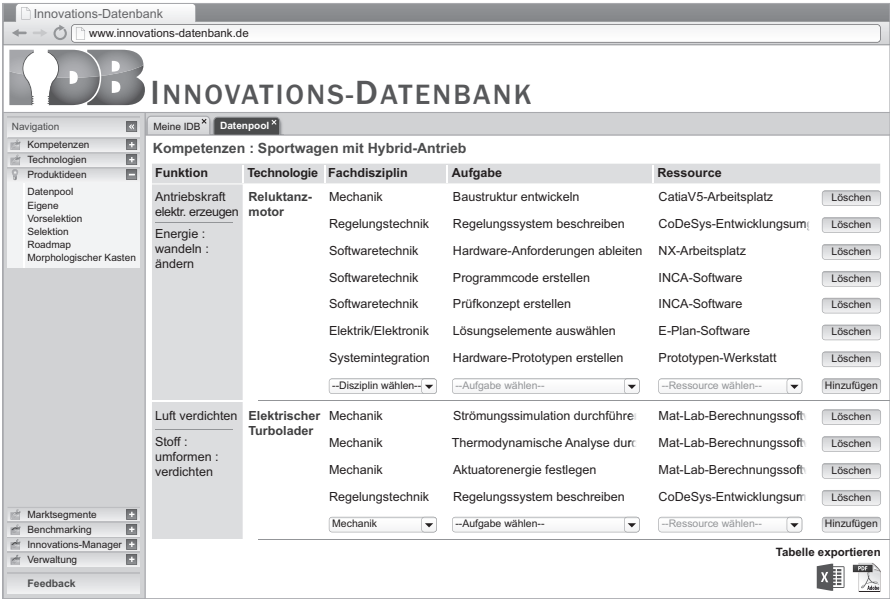 Innovations-Datenbank
www.innovations-datenbank.de
IDB INNOVATIONS-DATENBANK
Navigation
Kompetenzen
Technologien
Produktideen
Datenpool
Eigene
Vorselektion
Selektion
Roadmap
Morphologischer Kasten
Marktsegmente
Benchmarking
Innovations-Manager
Verwaltung
Feedback
Meine IDB × Datenpool ×
Kompetenzen : Sportwagen mit Hybrid-Antrieb
Funktion Technologie Fachdisziplin Aufgabe Ressource
Antriebskraft
elektr. erzeugen
Energie :
wandeln :
ändern
Reluktanz-
motor
Mechanik Baustruktur entwickeln CatiaV5-Arbeitsplatz Löschen
Regelungstechnik Regelungssystem beschreiben CoDeSys-Entwicklungsum Löschen
Softwaretechnik Hardware-Anforderungen ableiten NX-Arbeitsplatz Löschen
Softwaretechnik Programmcode erstellen INCA-Software Löschen
Softwaretechnik Prüfkonzept erstellen INCA-Software Löschen
Elektrik/Elektronik Lösungselemente auswählen E-Plan-Software Löschen
Systemintegration Hardware-Prototypen erstellen Prototypen-Werkstatt Löschen
--Disziplin wählen-- --Aufgabe wählen-- --Ressource wählen-- Hinzufügen
Luft verdichten
Stoff :
umformen :
verdichten
Elektrischer
Turbolader
Mechanik Strömungssimulation durchführe Mat-Lab-Berechnungssoft Löschen
Mechanik Thermodynamische Analyse durc Mat-Lab-Berechnungssoft Löschen
Mechanik Aktuatorenergie festlegen Mat-Lab-Berechnungssoft Löschen
Regelungstechnik Regelungssystem beschreiben CoDeSys-Entwicklungsum Löschen
Mechanik --Aufgabe wählen-- --Ressource wählen-- Hinzufügen
Tabelle exportieren
X PDF
Adobe